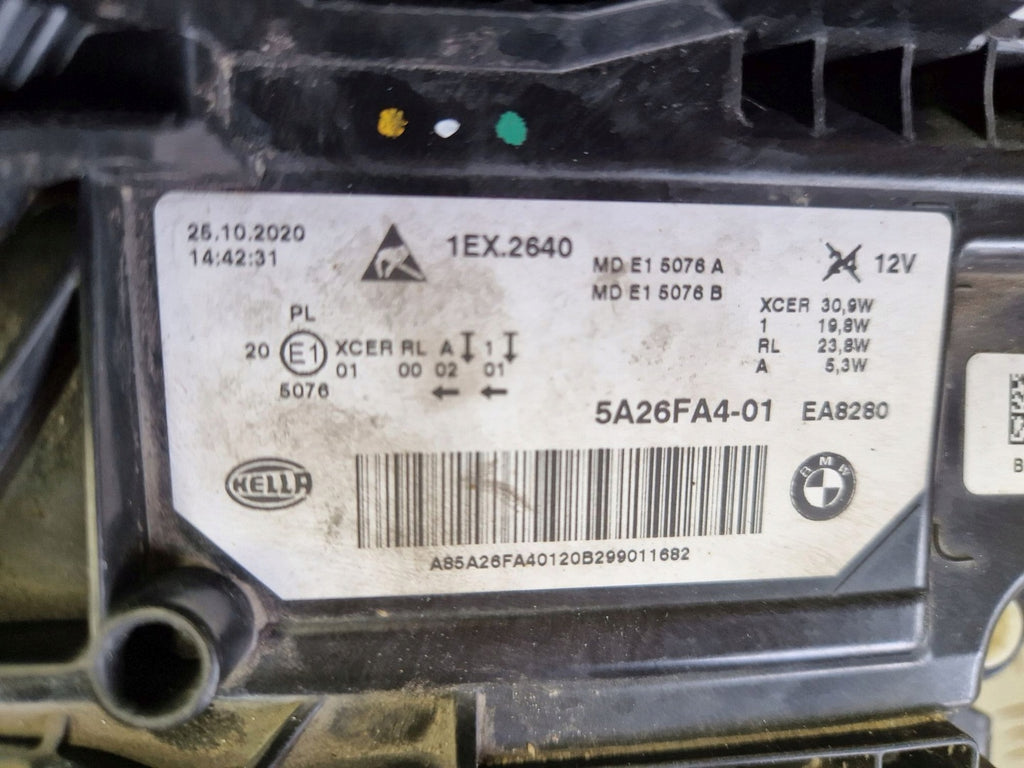 25.10.2020
14:42:31
1EX.2640
MD E1 5076 A
MD E1 5076 B
24 12V
XCER 30,9W
1 19,8W
RL 23,8W
A 5,3W
PL
20 E1 XCER RL A 1
01 00 02 01
5076
5A26FA4-01 EA8280
HELLA
BMW
A85A26FA40120B299011682
B